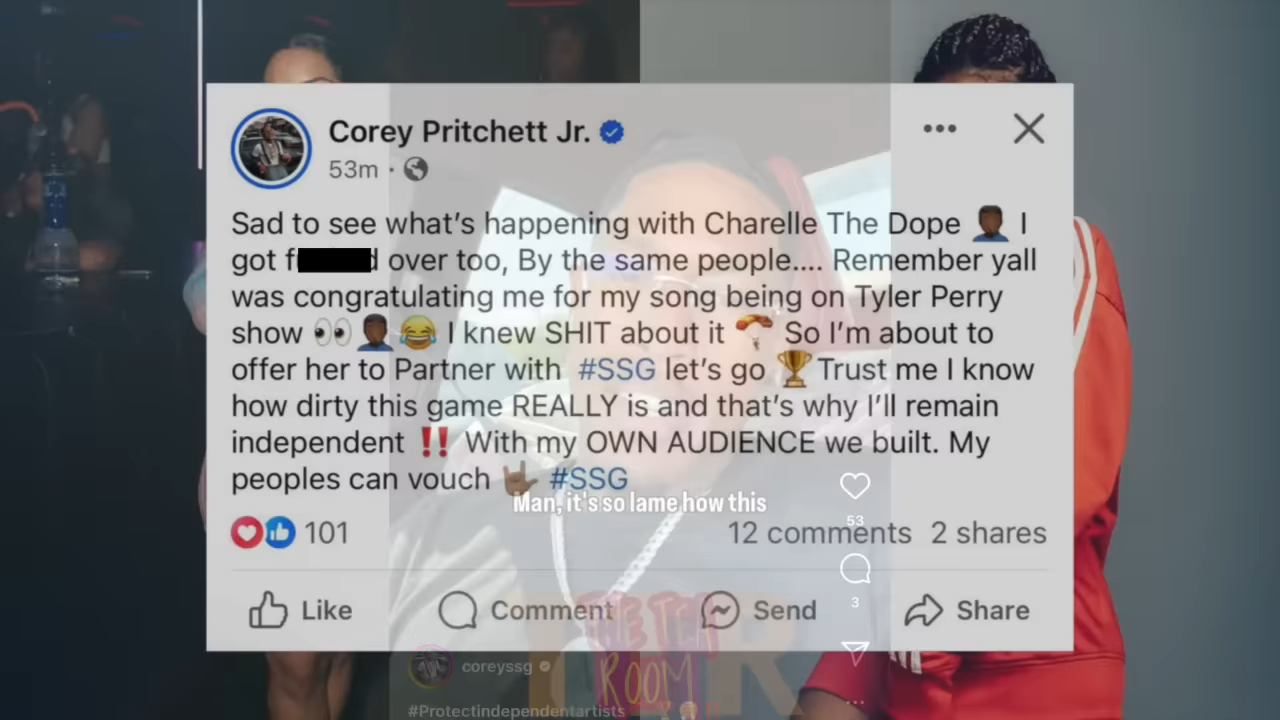 Corey Pritchett Jr.
53m ·
Sad to see what's happening with Charelle The Dope 🤦🏾‍♂️ I
got f d over too, By the same people.... Remember yall
was congratulating me for my song being on Tyler Perry
show 👀🤦🏾‍♂️😂 I knew SHIT about it 🪂 So I'm about to
offer her to Partner with #SSG let's go 🏆Trust me I know
how dirty this game REALLY is and that's why I'll remain
independent ‼️ With my OWN AUDIENCE we built. My
peoples can vouch 🤟🏾 #SSG
Man, it's so lame how this
53
101
12 comments 2 shares
3
Like
Comment
Send
Share
ROOM
coreyssg
#Protectindependentartists